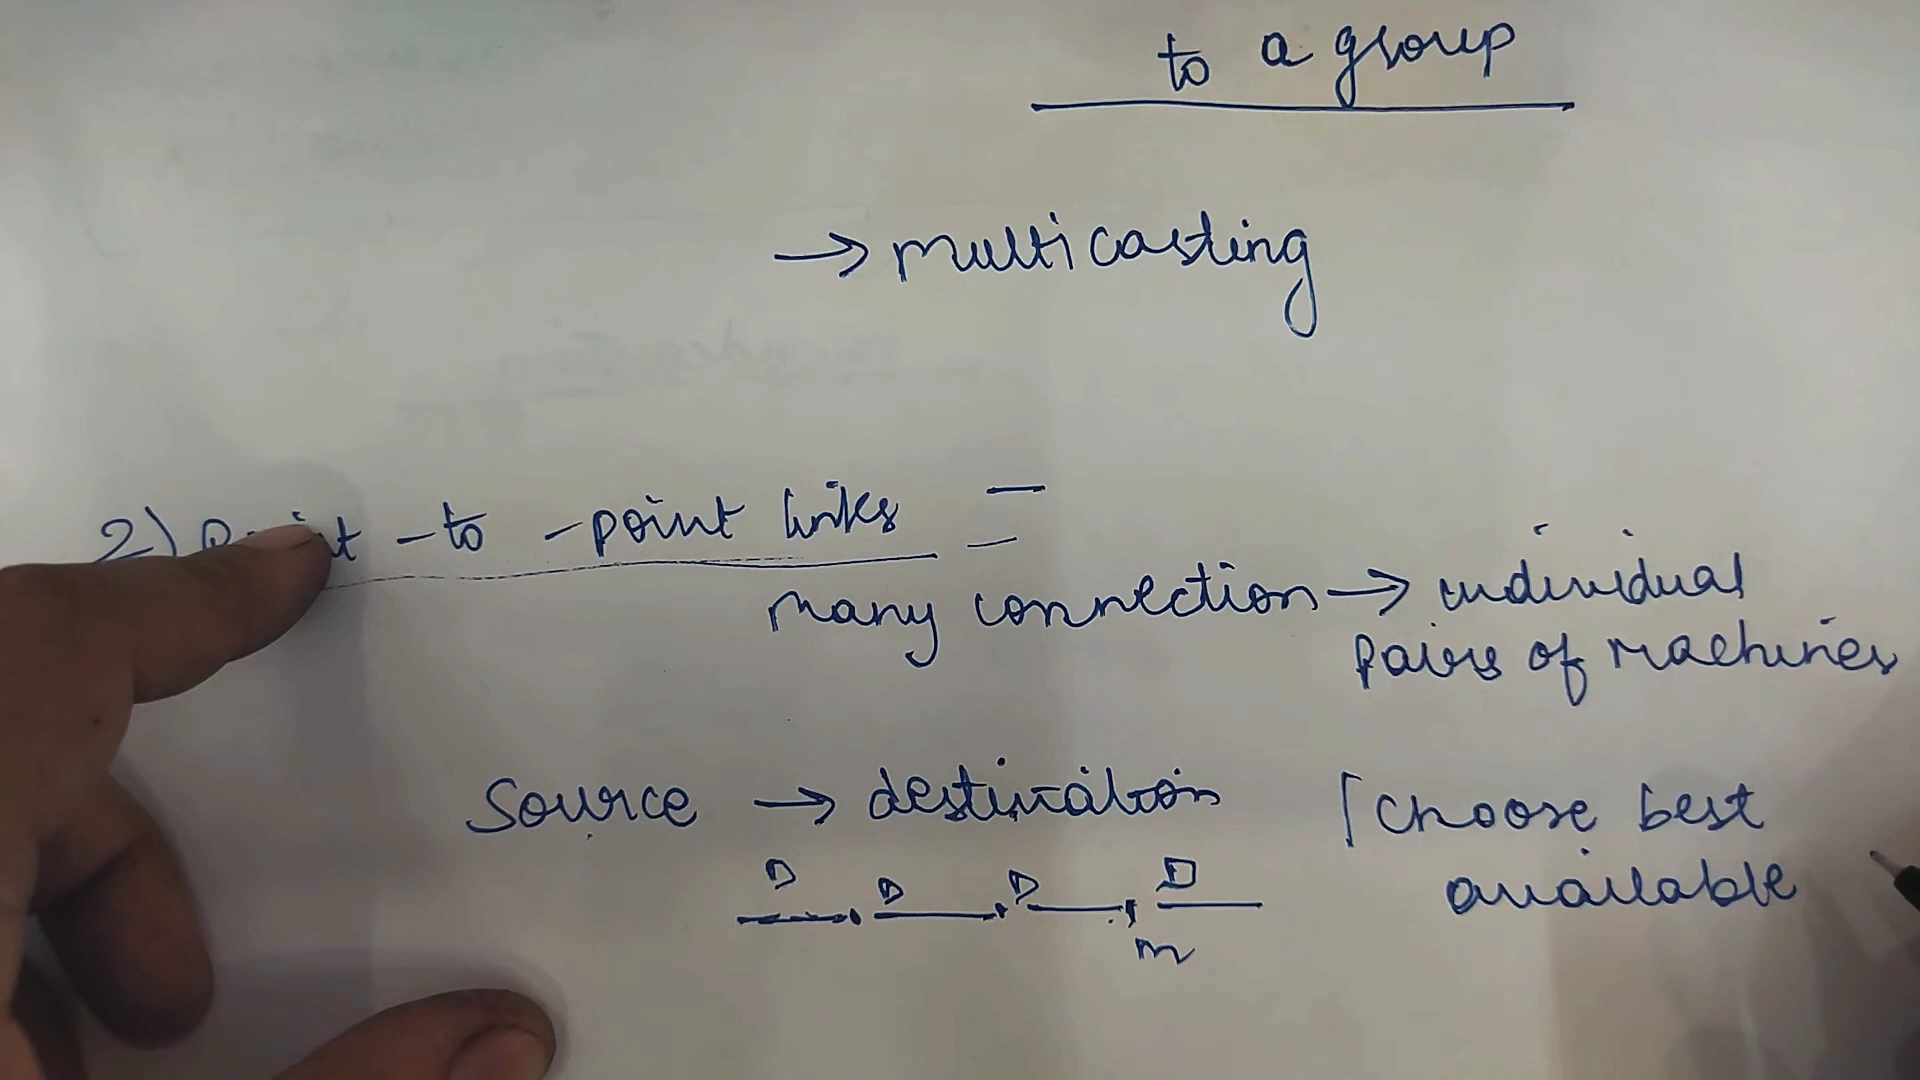 to a group
→ multicasting
2) Point -to -point links =
many connection → individual
pairs of machines
Source → destination [choose best
available
D D D D
m